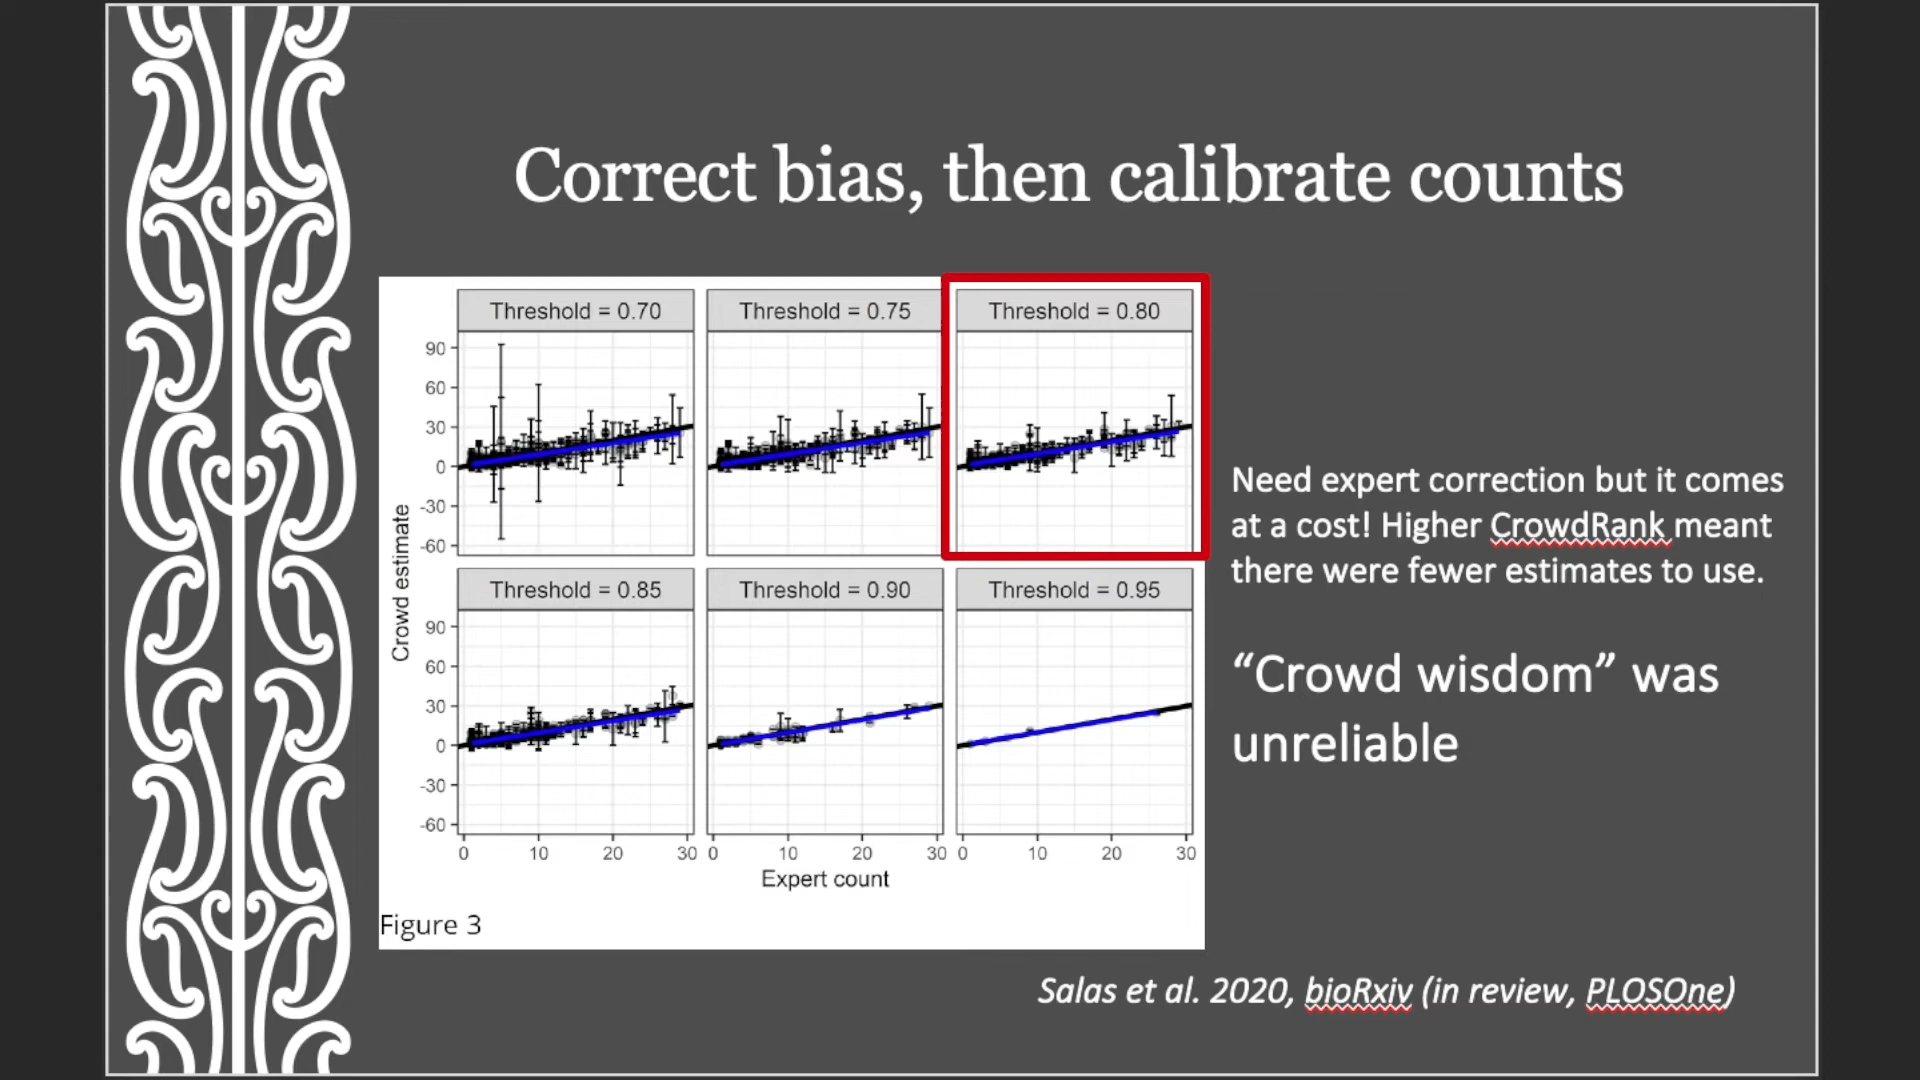 Correct bias, then calibrate counts
Threshold = 0.70
Threshold = 0.75
Threshold = 0.80
90
60
30
0
-30
-60
Crowd estimate
Threshold = 0.85
Threshold = 0.90
Threshold = 0.95
90
60
30
0
-30
-60
0 10 20 30 0 10 20 30 0 10 20 30
Expert count
Figure 3
Need expert correction but it comes
at a cost! Higher CrowdRank meant
there were fewer estimates to use.
“Crowd wisdom” was
unreliable
Salas et al. 2020, bioRxiv (in review, PLOSOne)